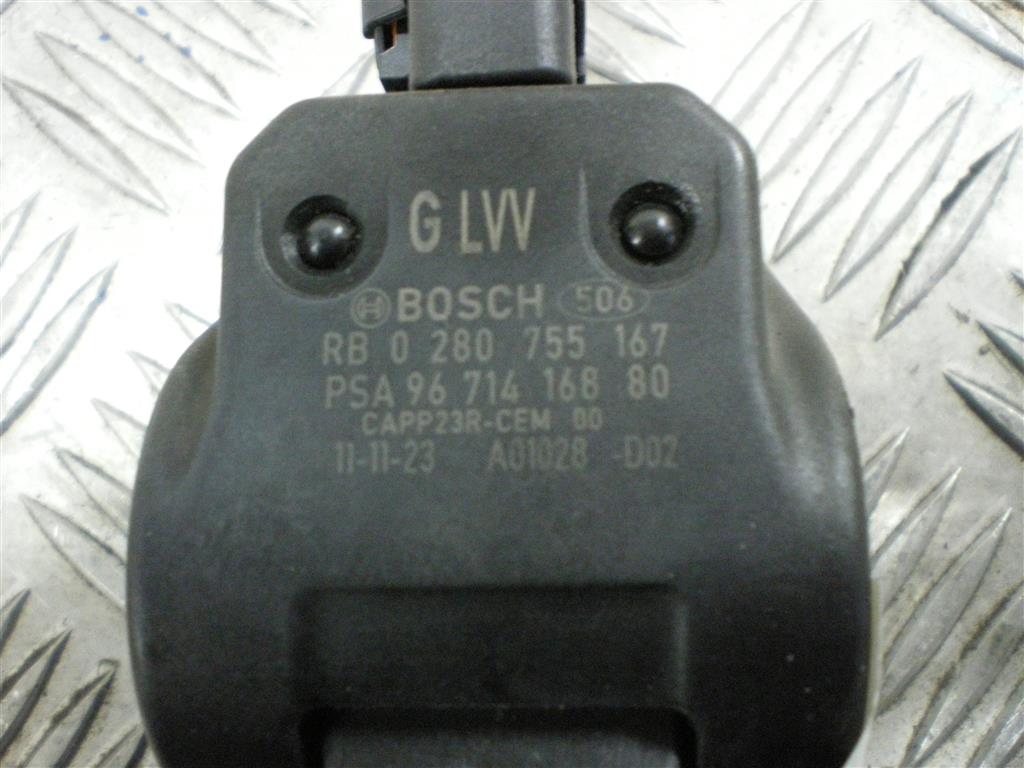 G LW
BOSCH 506
RB 0 280 755 167
PSA 96 714 168 80
CAPP23R-CEM 00
11-11-23 A01028 -D02